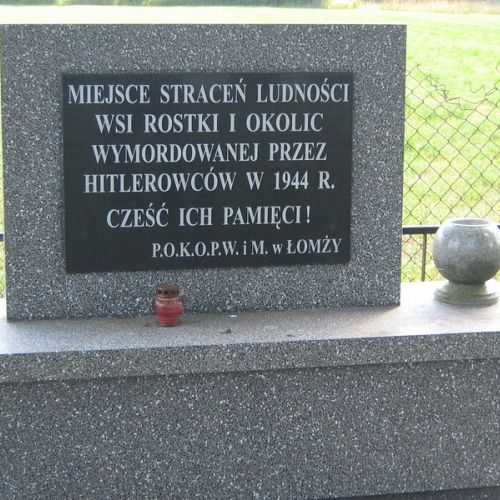 MIEJSCE STRACEŃ LUDNOŚCI
WSI ROSTKI I OKOLIC
WYMORDOWANEJ PRZEZ
HITLEROWCÓW W 1944 R.
CZEŚĆ ICH PAMIĘCI!
P.O.K.O.P.W. i M. w ŁOMŻY